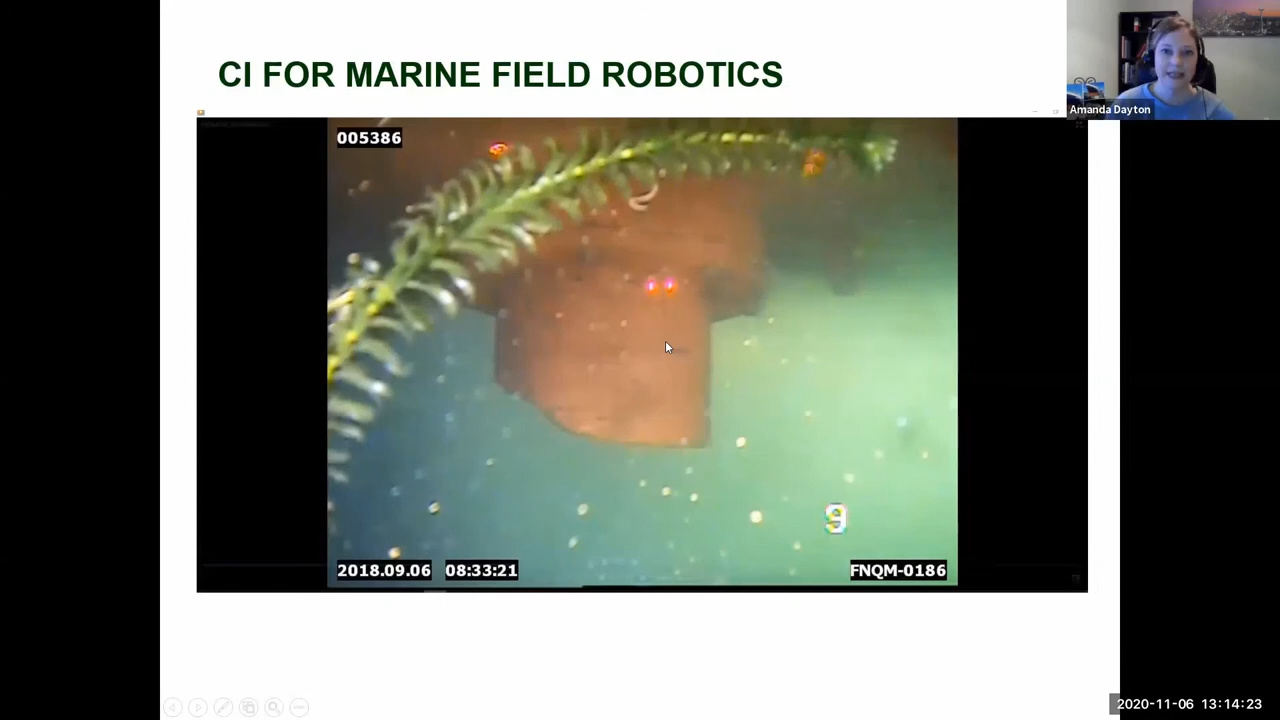 CI FOR MARINE FIELD ROBOTICS
Amanda Dayton
005386
9
2018.09.06 08:33:21
FNQM-0186
2020-11-06 13:14:23